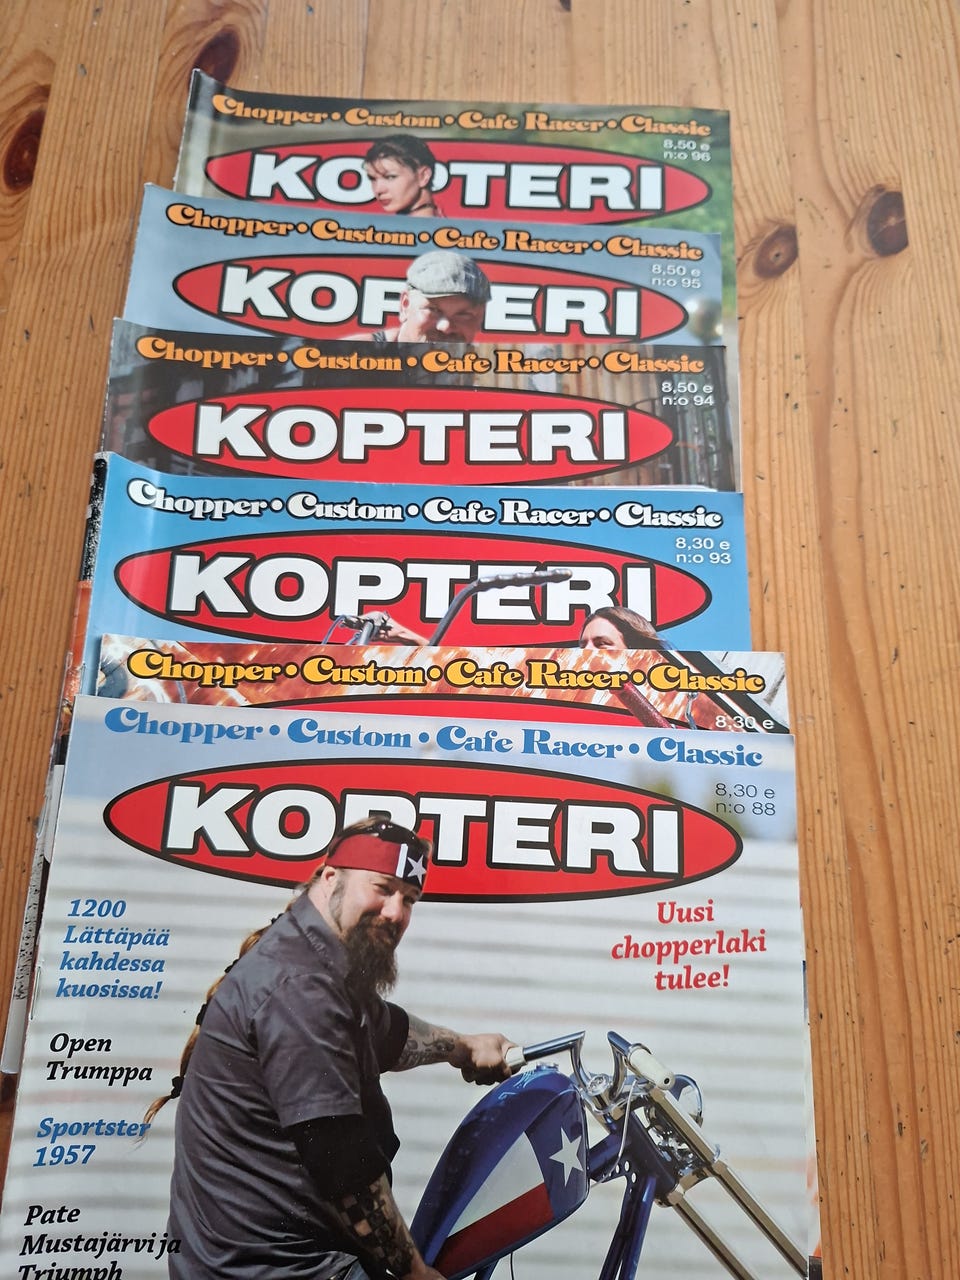 Chopper • Custom • Cafe Racer • Classic
8,50 e
n:o 96
KOPTERI
Chopper • Custom • Cafe Racer • Classic
8,50 e
n:o 95
KOPTERI
Chopper • Custom • Cafe Racer • Classic
8,50 e
n:o 94
KOPTERI
Chopper • Custom • Cafe Racer • Classic
8,30 e
n:o 93
KOPTERI
Chopper • Custom • Cafe Racer • Classic
8,30 e
Chopper • Custom • Cafe Racer • Classic
8,30 e
n:o 88
KOPTERI
1200
Lättäpää
kahdessa
kuosissa!
Uusi
chopperlaki
tulee!
Open
Trumppa
Sportster
1957
Pate
Mustajärvi ja
Triumph